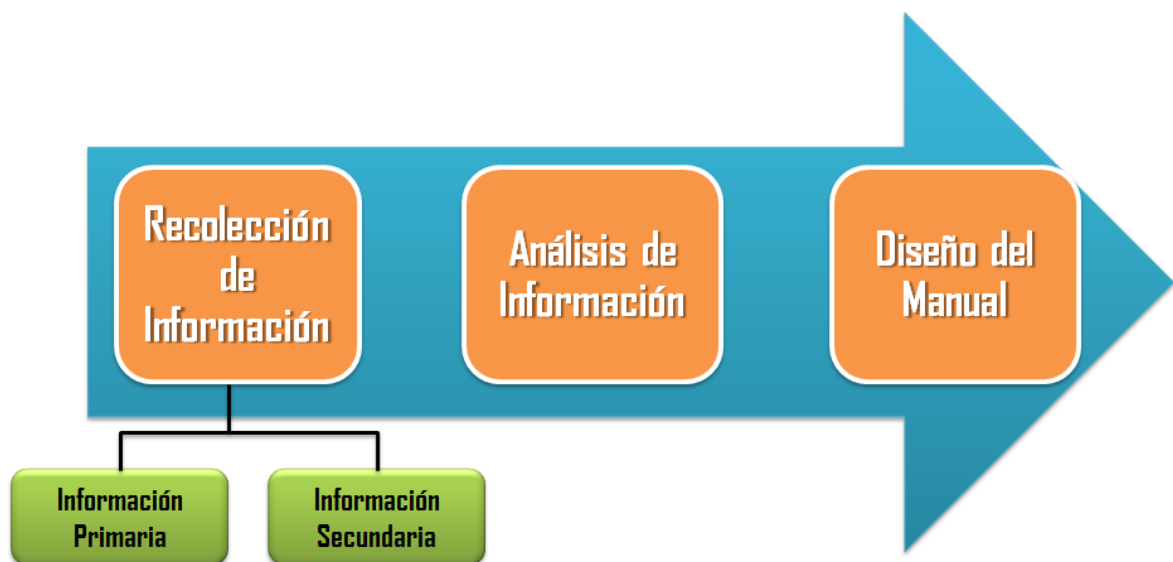 Recolección
de
Información
Análisis de
Información
Diseño del
Manual
Información
Primaria
Información
Secundaria